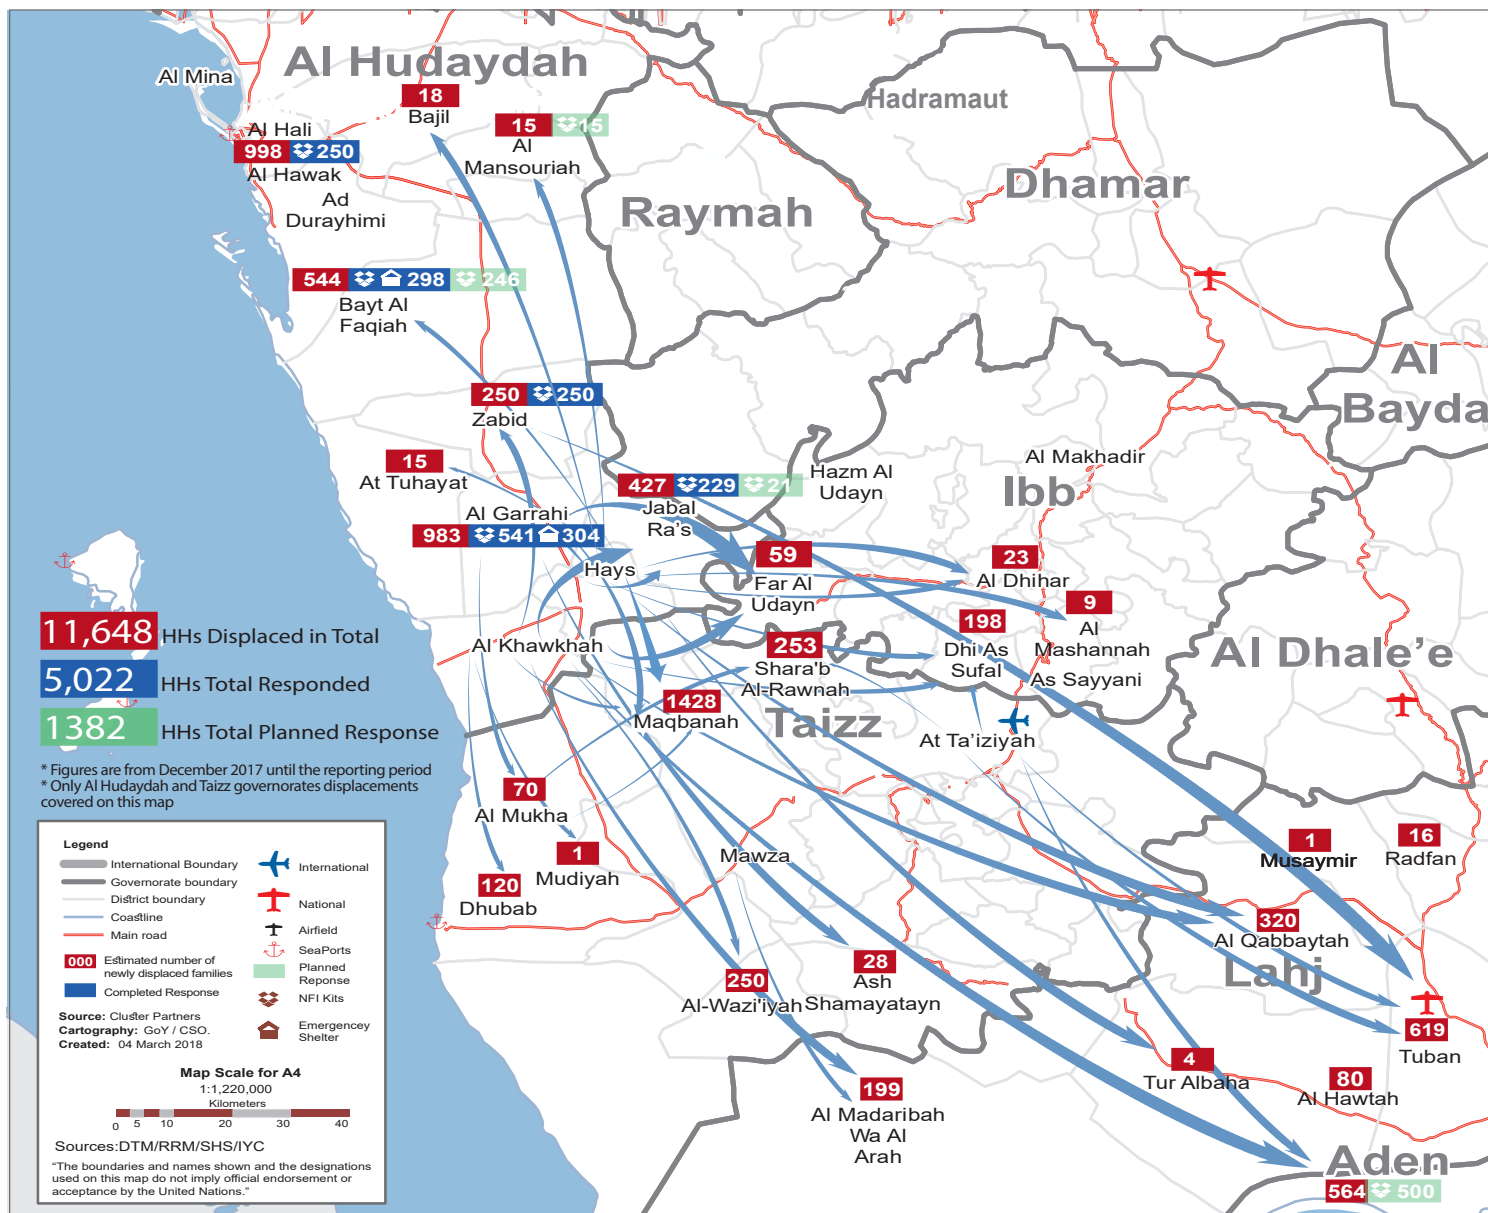 Al Hudaydah
Al Mina
Hadramaut
18
Bajil
15 15
Al
Mansouriah
Al Hali
998 250
Al Hawak
Ad
Durayhimi
Raymah
Dhamar
544 298 246
Bayt Al
Faqiah
Al
Bayda
250 250
Zabid
15
At Tuhayat
427 229 21
Jabal
Ra's
Hazm Al
Udayn
Al Makhadir
Ibb
Al Garrahi
983 541 304
Hays
59
Far Al
Udayn
23
Al Dhihar
9
Al
Mashannah
198
Dhi As
Sufal
As Sayyani
Al Dhale’e
Al Khawkhah
253
Shara'b
Al-Rawnah
1428
Maqbanah
Taizz
At Ta’iziyah
11,648 HHs Displaced in Total
5,022 HHs Total Responded
1382 HHs Total Planned Response
* Figures are from December 2017 until the reporting period
* Only Al Hudaydah and Taizz governorates displacements
covered on this map
70
Al Mukha
1
Mudiyah
120
Dhubab
Mawza
1
Musaymir
16
Radfan
320
Al Qabbaytah
Lahj
250
Al-Wazi'iyah
28
Ash
Shamayatayn
619
Tuban
4
Tur Albaha
80
Al Hawtah
199
Al Madaribah
Wa Al
Arah
Aden
564 500
Legend
International Boundary
Governorate boundary
District boundary
Coastline
Main road
000 Estimated number of
newly displaced families
Completed Response
International
National
Airfield
SeaPorts
Planned
Reponse
NFI Kits
Emergencey
Shelter
Source: Cluster Partners
Cartography: GoY / CSO.
Created: 04 March 2018
Map Scale for A4
1:1,220,000
Kilometers
0 5 10 20 30 40
Sources:DTM/RRM/SHS/IYC
“The boundaries and names shown and the designations
used on this map do not imply official endorsement or
acceptance by the United Nations.”